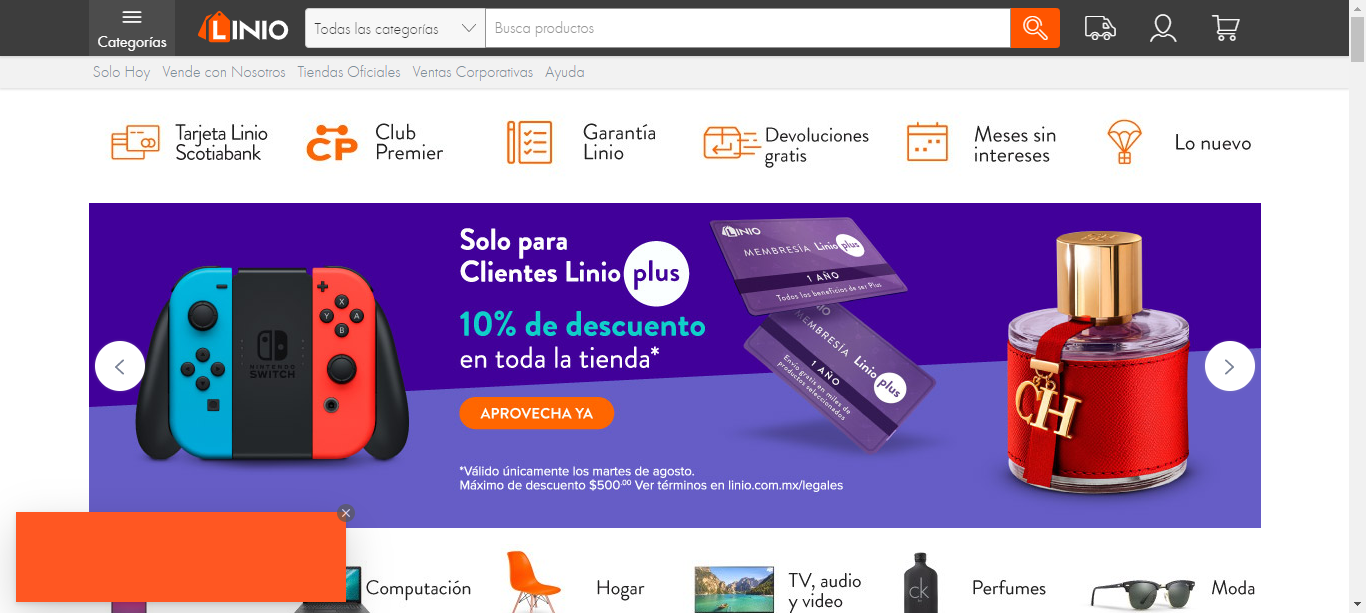 Categorías
LINIO
Todas las categorías
Busca productos
Solo Hoy
Vende con Nosotros
Tiendas Oficiales
Ventas Corporativas
Ayuda
Tarjeta Linio
Scotiabank
CP
Club
Premier
Garantía
Linio
Devoluciones
gratis
Meses sin
intereses
Lo nuevo
Solo para
Clientes Linio plus
10% de descuento
en toda la tienda*
APROVECHA YA
*Válido únicamente los martes de agosto.
Máximo de descuento $500.00 Ver términos en linio.com.mx/legales
X
Y
A
B
NINTENDO
SWITCH
LINIO
MEMBRESÍA Linio plus
1 AÑO
Todos los beneficios de ser Plus
MEMBRESÍA Linio plus
1 AÑO
Envío gratis en miles de
productos seleccionados
CH
Computación
Hogar
TV, audio
y video
ck
Perfumes
Moda